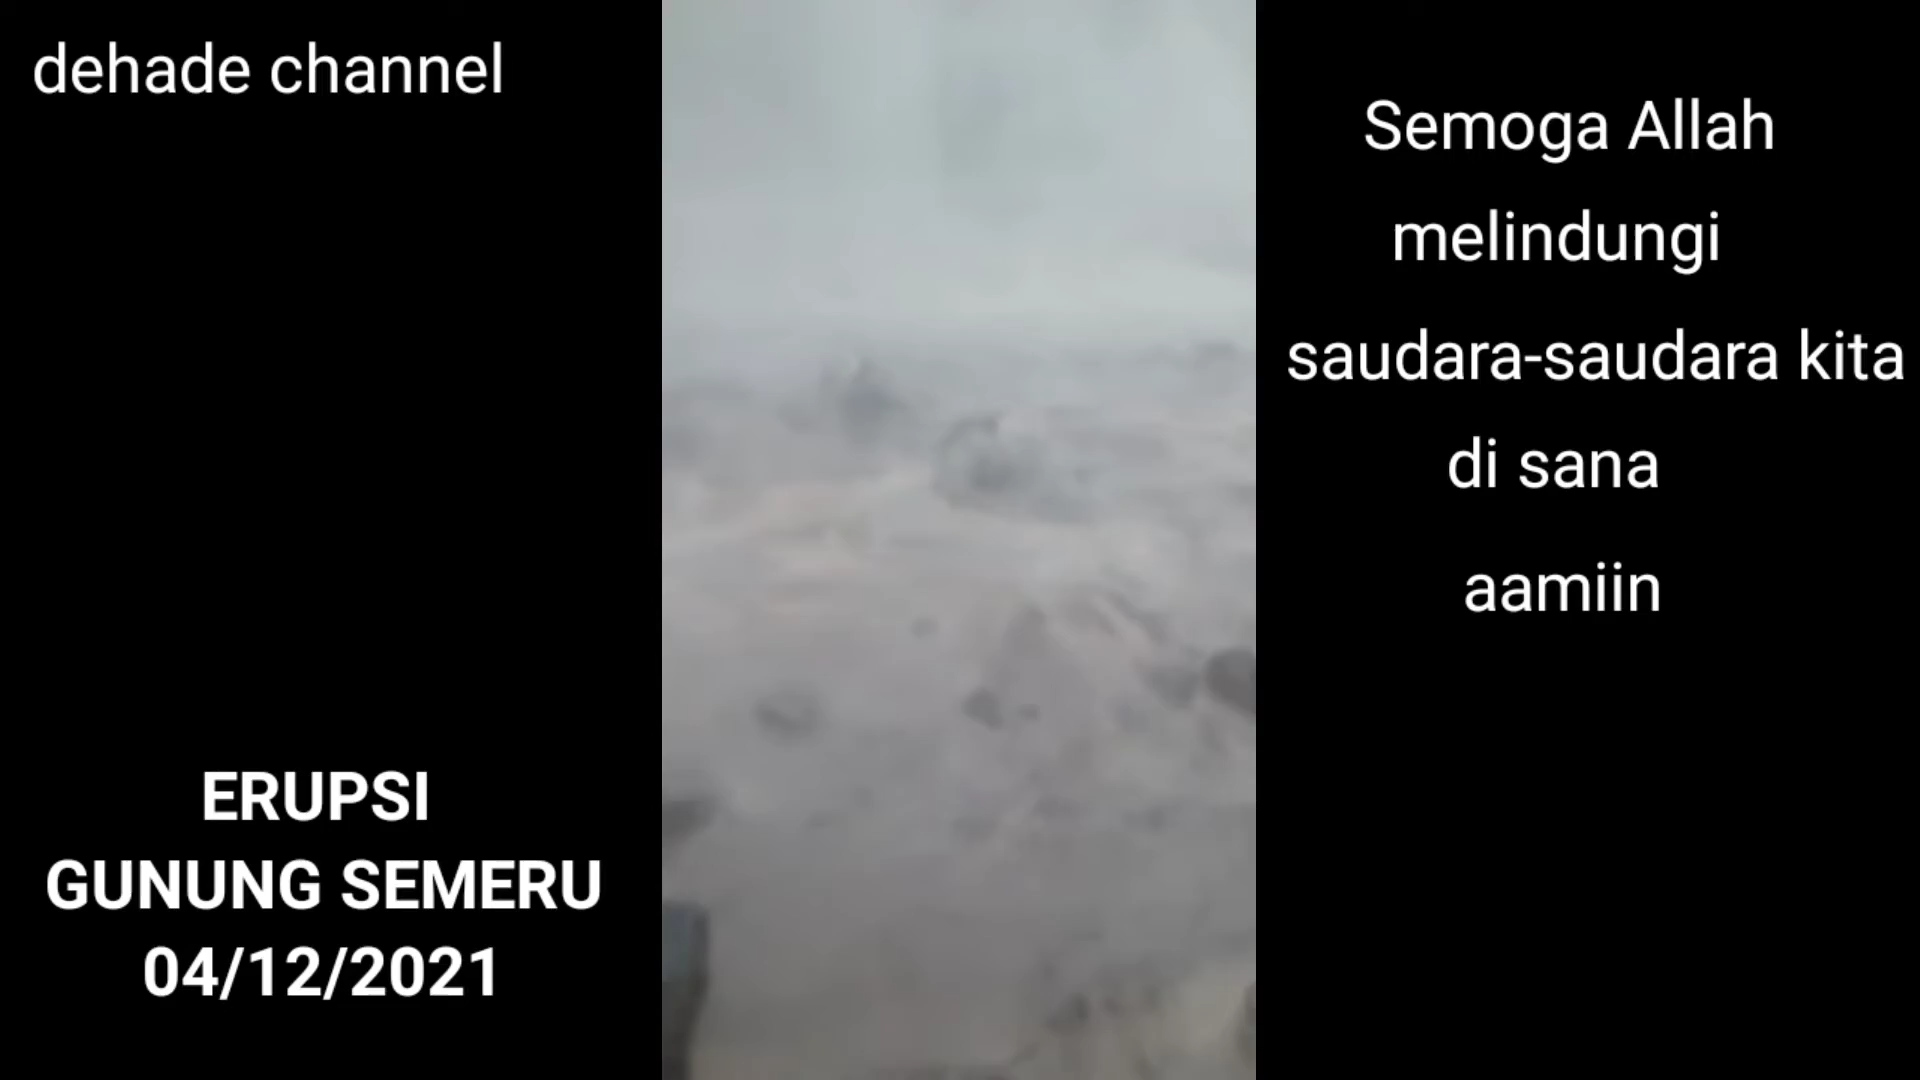 dehade channel
ERUPSI
GUNUNG SEMERU
04/12/2021
Semoga Allah
melindungi
saudara-saudara kita
di sana
aamiin